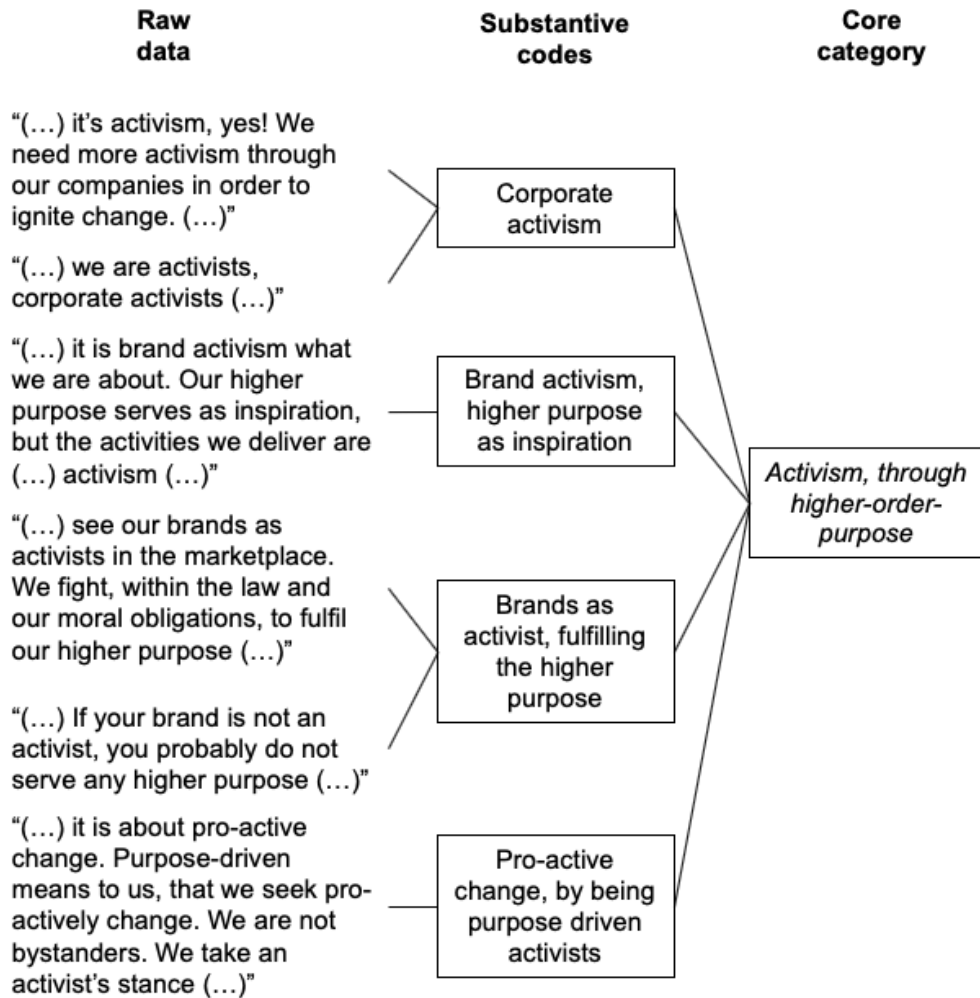 Raw
data
Substantive
codes
Core
category
“(…) it’s activism, yes! We
need more activism through
our companies in order to
ignite change. (…)”
“(…) we are activists,
corporate activists (…)”
“(…) it is brand activism what
we are about. Our higher
purpose serves as inspiration,
but the activities we deliver are
(…) activism (…)”
“(…) see our brands as
activists in the marketplace.
We fight, within the law and
our moral obligations, to fulfil
our higher purpose (…)”
“(…) If your brand is not an
activist, you probably do not
serve any higher purpose (…)”
“(…) it is about pro-active
change. Purpose-driven
means to us, that we seek pro-
actively change. We are not
bystanders. We take an
activist’s stance (…)”
Corporate
activism
Brand activism,
higher purpose
as inspiration
Brands as
activist, fulfilling
the higher
purpose
Pro-active
change, by being
purpose driven
activists
Activism, through
higher-order-
purpose